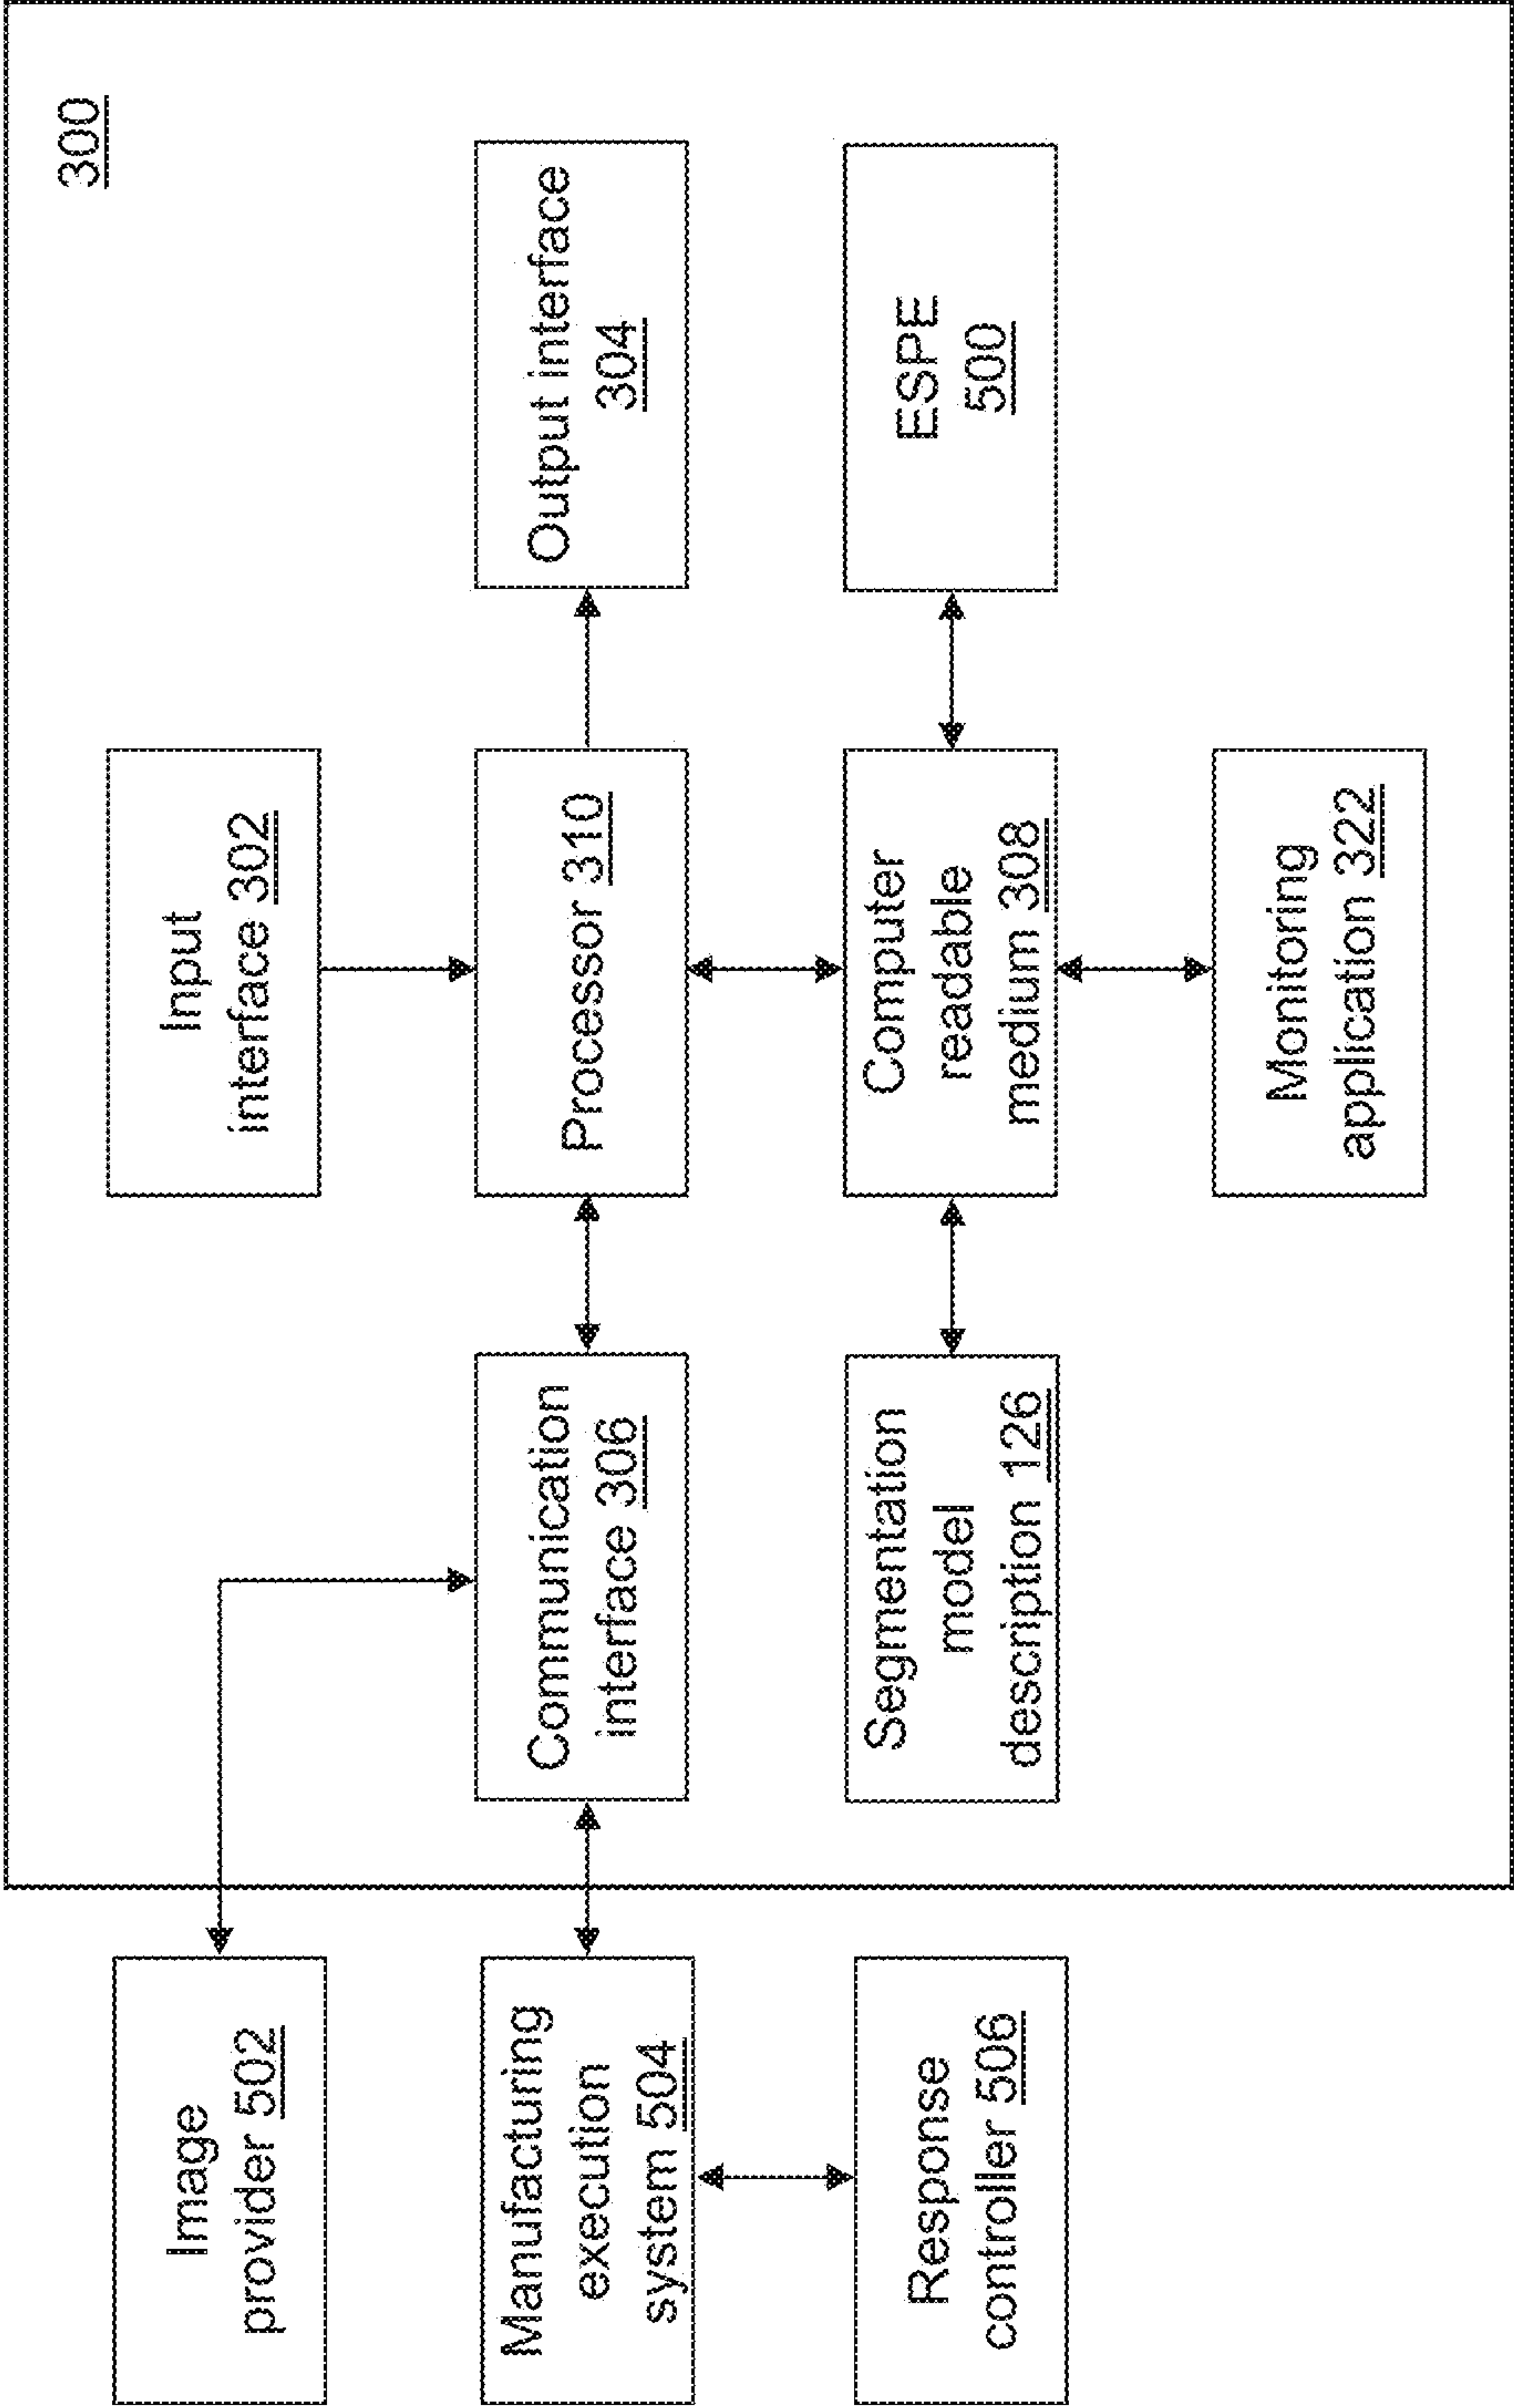 300
Image
provider 502
Input
interface 302
Manufacturing
execution
system 504
Communication
interface 306
Processor 310
Output interface
304
Response
controller 506
Segmentation
model
description 126
Computer
readable
medium 308
ESPE
500
Monitoring
application 322